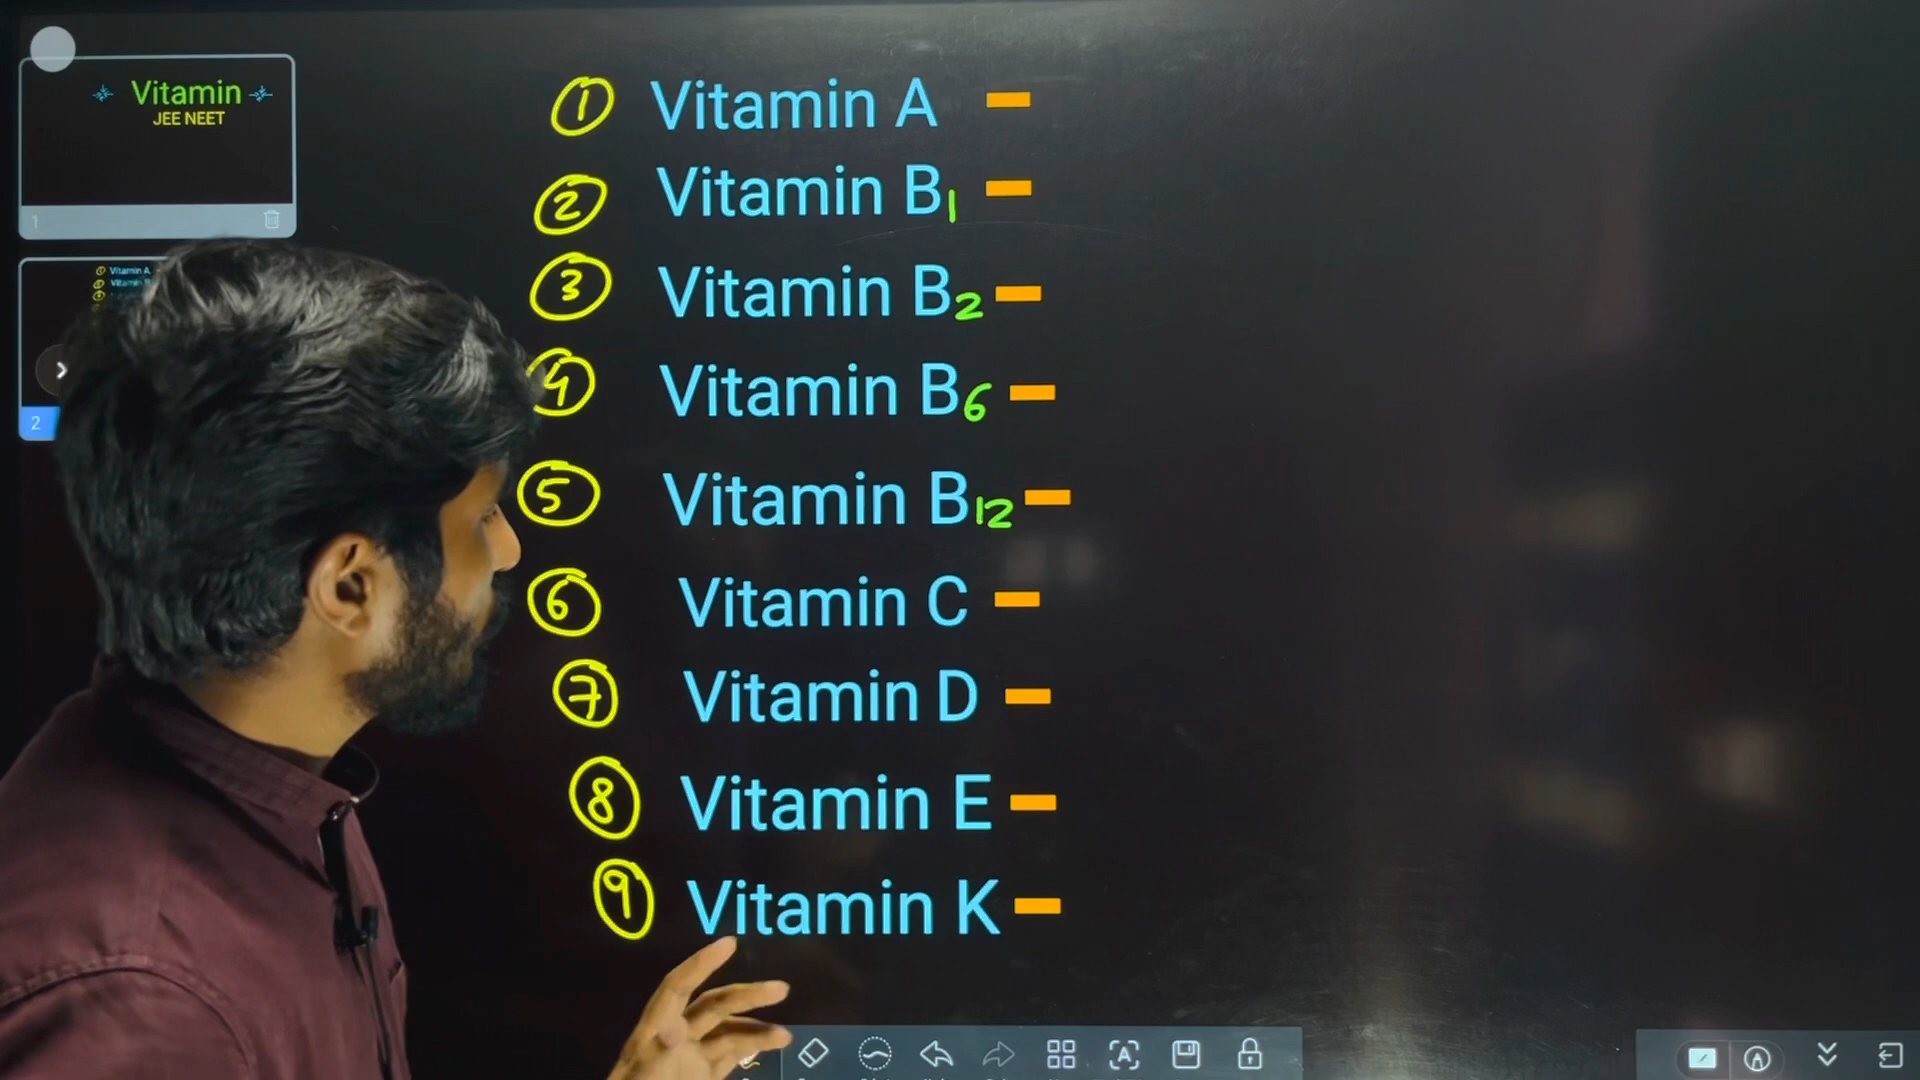 Vitamin
JEE NEET
1
Vitamin A
2
① Vitamin A -
② Vitamin B1 -
③ Vitamin B2 -
④ Vitamin B6 -
⑤ Vitamin B12 -
⑥ Vitamin C -
⑦ Vitamin D -
⑧ Vitamin E -
⑨ Vitamin K -